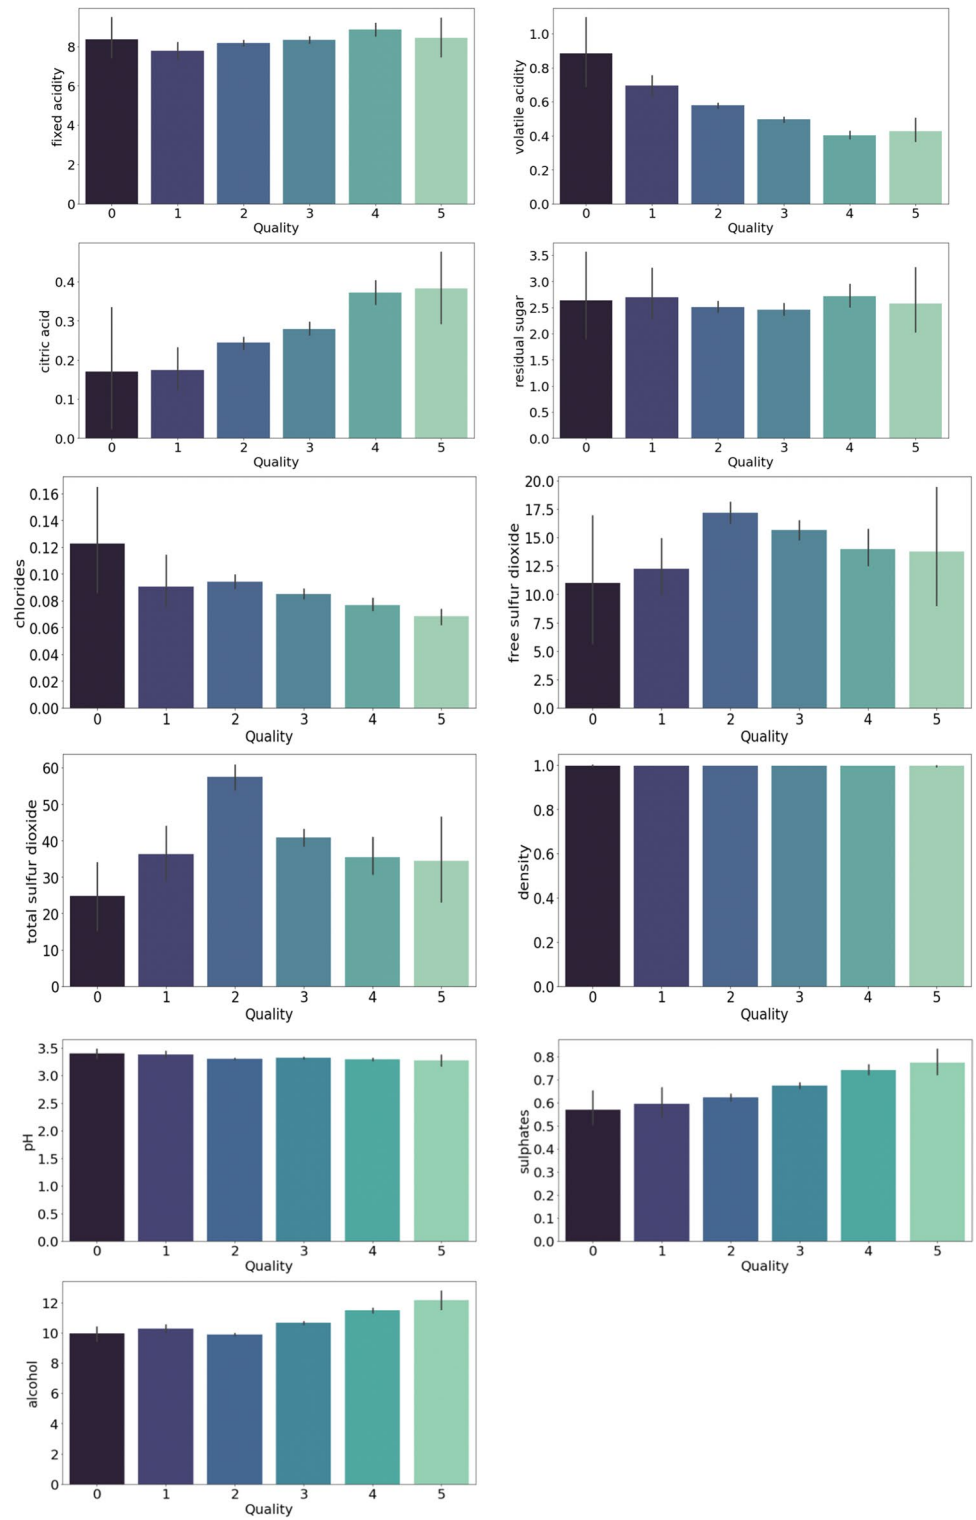 fixed acidity
8
6
4
2
0
0 1 2 3 4 5
Quality
volatile acidity
1.0
0.8
0.6
0.4
0.2
0.0
0 1 2 3 4 5
Quality
citric acid
0.4
0.3
0.2
0.1
0.0
0 1 2 3 4 5
Quality
residual sugar
3.5
3.0
2.5
2.0
1.5
1.0
0.5
0.0
0 1 2 3 4 5
Quality
chlorides
0.16
0.14
0.12
0.10
0.08
0.06
0.04
0.02
0.00
0 1 2 3 4 5
Quality
free sulfur dioxide
20.0
17.5
15.0
12.5
10.0
7.5
5.0
2.5
0.0
0 1 2 3 4 5
Quality
total sulfur dioxide
60
50
40
30
20
10
0
0 1 2 3 4 5
Quality
density
1.0
0.8
0.6
0.4
0.2
0.0
0 1 2 3 4 5
Quality
pH
3.5
3.0
2.5
2.0
1.5
1.0
0.5
0.0
0 1 2 3 4 5
Quality
sulphates
0.8
0.7
0.6
0.5
0.4
0.3
0.2
0.1
0.0
0 1 2 3 4 5
Quality
alcohol
12
10
8
6
4
2
0
0 1 2 3 4 5
Quality